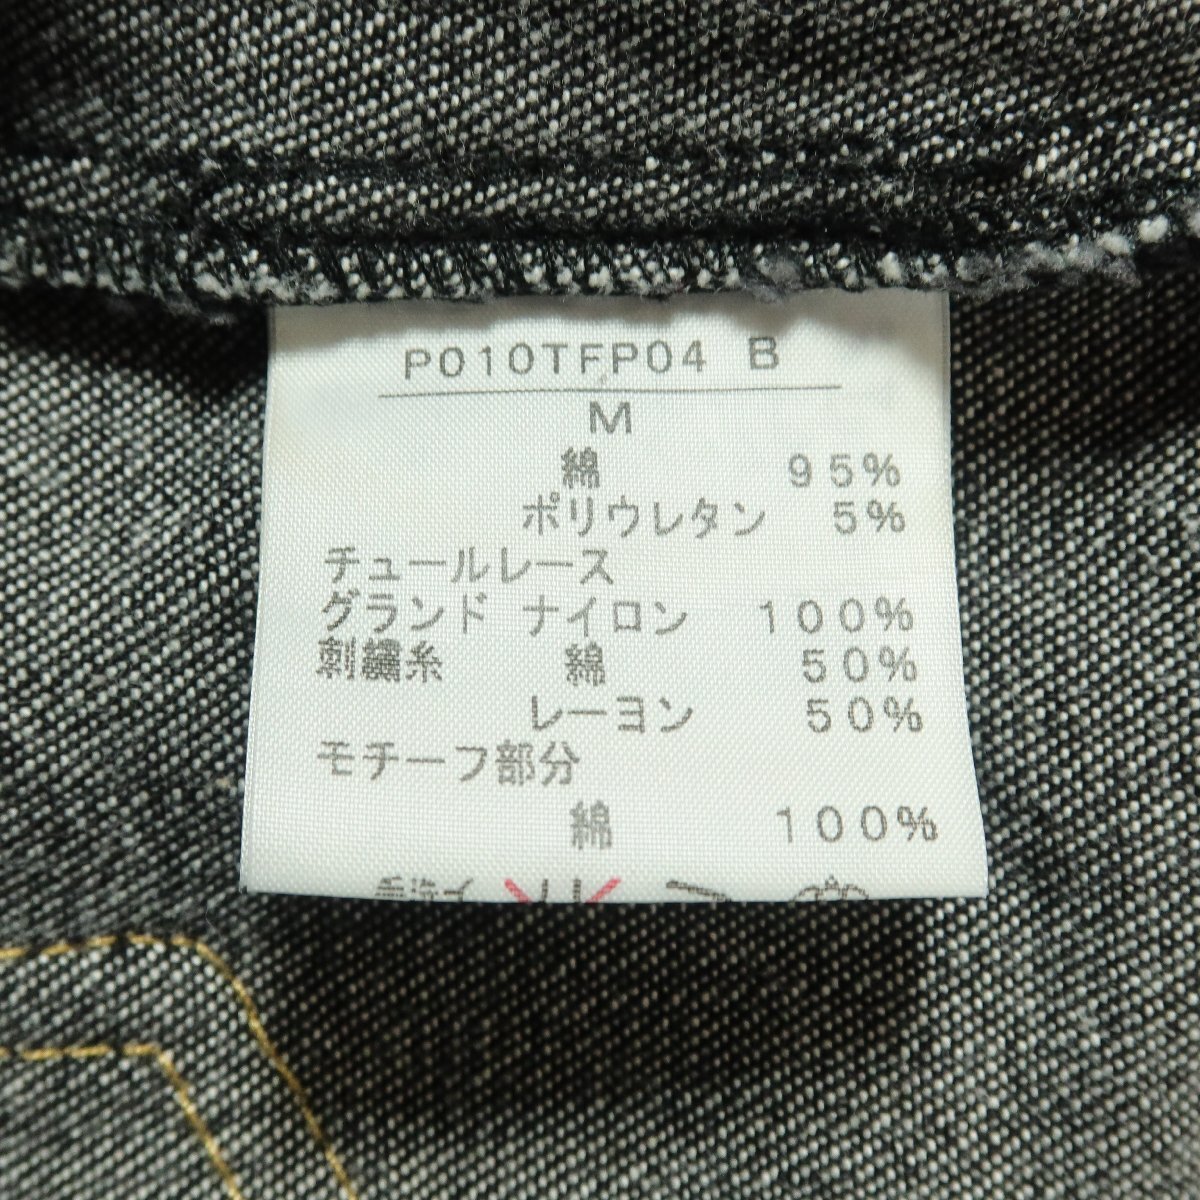 P010TFP04 B
M
綿 95%
ポリウレタン 5%
チュールレース
グランド ナイロン 100%
刺繍糸 綿 50%
レーヨン 50%
モチーフ部分
綿 100%